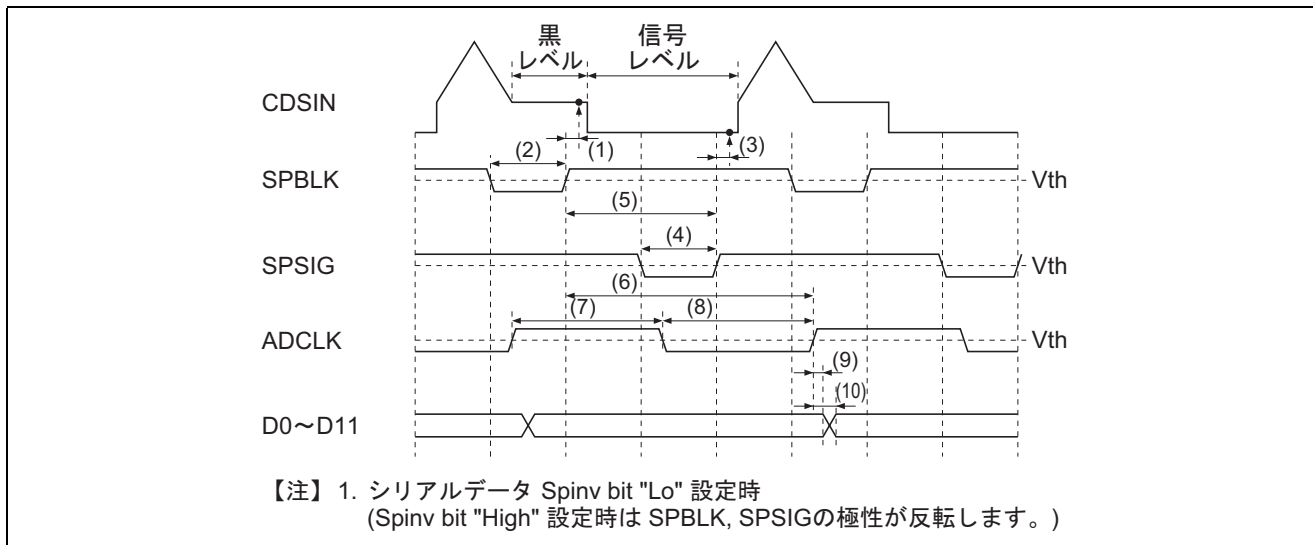 黒
レベル
信号
レベル
CDSIN
(1)
(3)
(2)
SPBLK
Vth
(5)
(4)
SPSIG
Vth
(6)
(7)
(8)
ADCLK
Vth
(9)
(10)
D0～D11
【注】 1. シリアルデータ Spinv bit "Lo" 設定時
(Spinv bit "High" 設定時は SPBLK, SPSIGの極性が反転します。)